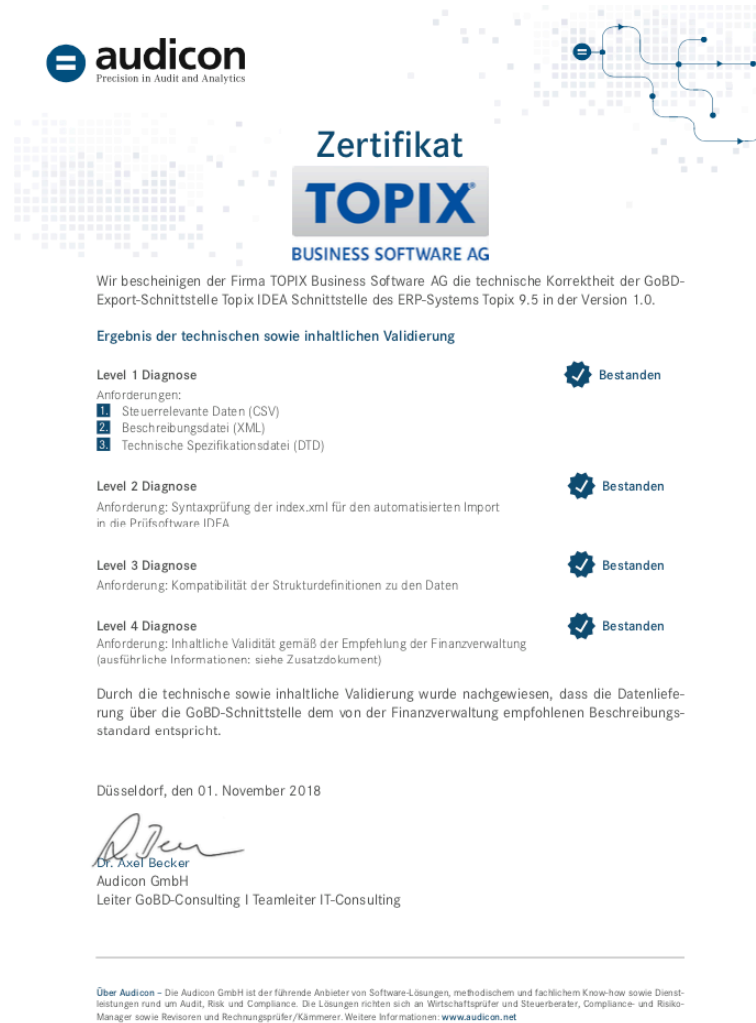 audicon
Precision in Audit and Analytics
Zertifikat
TOPIX®
BUSINESS SOFTWARE AG
Wir bescheinigen der Firma TOPIX Business Software AG die technische Korrektheit der GoBD-
Export-Schnittstelle Topix IDEA Schnittstelle des ERP-Systems Topix 9.5 in der Version 1.0.
Ergebnis der technischen sowie inhaltlichen Validierung
Level 1 Diagnose Bestanden
Anforderungen:
1. Steuerrelevante Daten (CSV)
2. Beschreibungsdatei (XML)
3. Technische Spezifikationsdatei (DTD)
Level 2 Diagnose Bestanden
Anforderung: Syntaxprüfung der index.xml für den automatisierten Import
in die Prüfsoftware IDEA
Level 3 Diagnose Bestanden
Anforderung: Kompatibilität der Strukturdefinitionen zu den Daten
Level 4 Diagnose Bestanden
Anforderung: Inhaltliche Validität gemäß der Empfehlung der Finanzverwaltung
(ausführliche Informationen: siehe Zusatzdokument)
Durch die technische sowie inhaltliche Validierung wurde nachgewiesen, dass die Datenliefe-
rung über die GoBD-Schnittstelle dem von der Finanzverwaltung empfohlenen Beschreibungs-
standard entspricht.
Düsseldorf, den 01. November 2018
Dr. Axel Becker
Audicon GmbH
Leiter GoBD-Consulting I Teamleiter IT-Consulting
Über Audicon – Die Audicon GmbH ist der führende Anbieter von Software-Lösungen, methodischem und fachlichem Know-how sowie Dienst-
leistungen rund um Audit, Risk und Compliance. Die Lösungen richten sich an Wirtschaftsprüfer und Steuerberater, Compliance- und Risiko-
Manager sowie Revisoren und Rechnungsprüfer/Kämmerer. Weitere Informationen: www.audicon.net